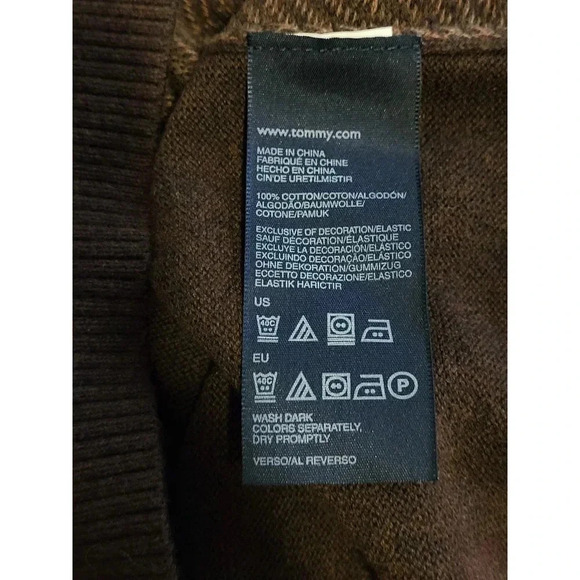 www.tommy.com
MADE IN CHINA
FABRIQUÉ EN CHINE
HECHO EN CHINA
CIN'DE URETILMISTIR
100% COTTON/COTON/ALGODÓN/
ALGODÃO/BAUMWOLLE/
COTONE/PAMUK
EXCLUSIVE OF DECORATION/ELASTIC
SAUF DÉCORATION/ÉLASTIQUE
EXCLUYE LA DECORACIÓN/ELÁSTICO
EXCLUINDO DECORAÇÃO/ELÁSTICO
OHNE DEKORATION/GUMMIZUG
ECCETTO DECORAZIONE/ELASTICO
ELASTIK HARICTIR
US
40C
EU
40C P
WASH DARK
COLORS SEPARATELY,
DRY PROMPTLY
VERSO/AL REVERSO